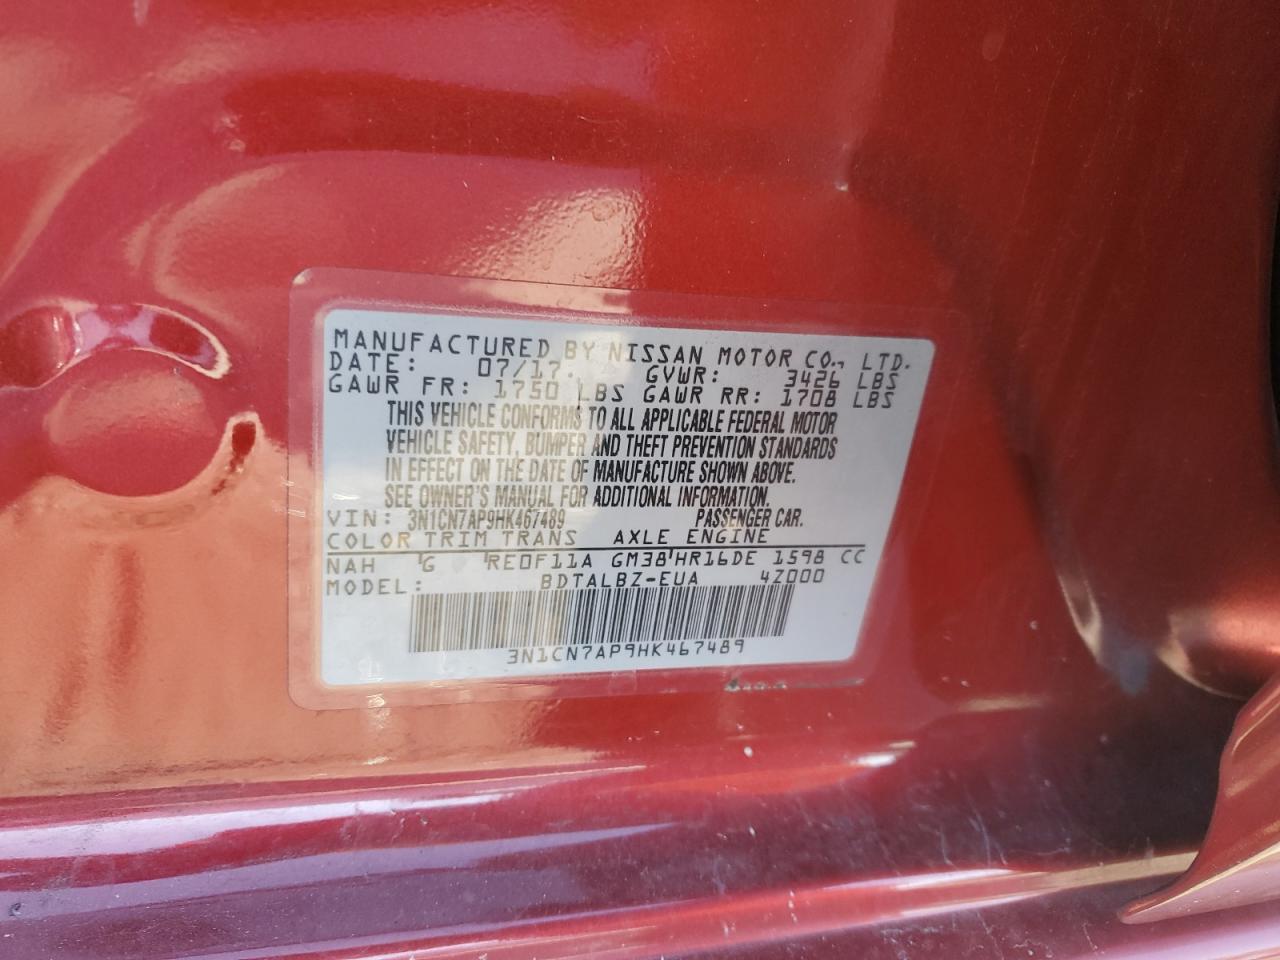 MANUFACTURED BY NISSAN MOTOR CO., LTD.
DATE: 07/17. GVWR: 3426 LBS
GAWR FR: 1750 LBS GAWR RR: 1708 LBS
THIS VEHICLE CONFORMS TO ALL APPLICABLE FEDERAL MOTOR
VEHICLE SAFETY, BUMPER AND THEFT PREVENTION STANDARDS
IN EFFECT ON THE DATE OF MANUFACTURE SHOWN ABOVE.
SEE OWNER'S MANUAL FOR ADDITIONAL INFORMATION.
VIN: 3N1CN7AP9HK467489 PASSENGER CAR.
COLOR TRIM TRANS AXLE ENGINE
NAH G RE0F11A GM38 HR16DE 1598 CC
MODEL: BDTALBZ-EUA 4Z000
3N1CN7AP9HK467489